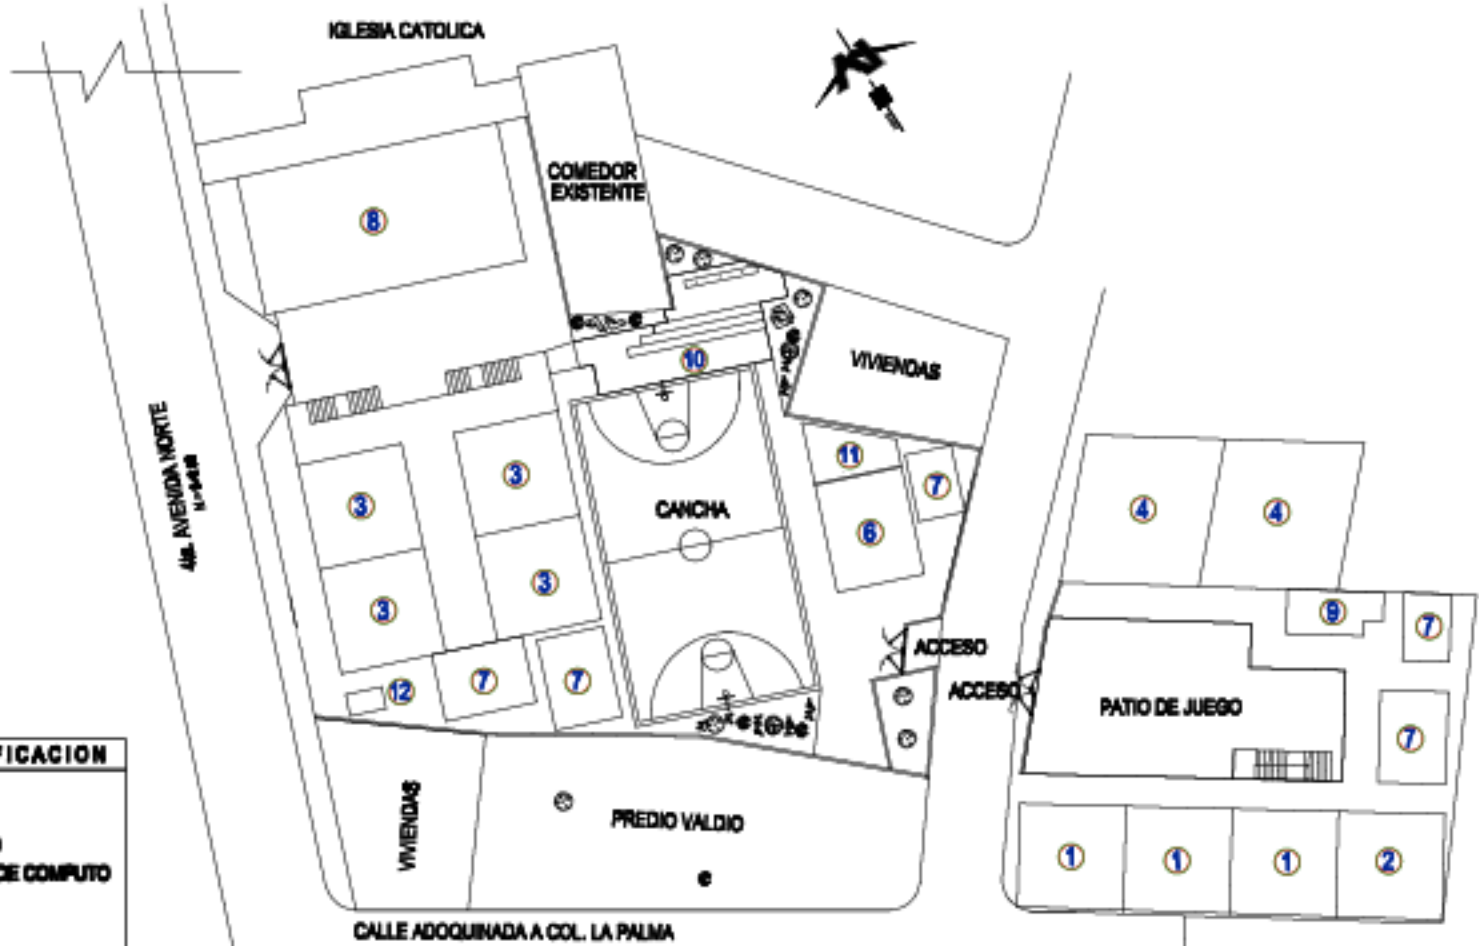 IGLESIA CATOLICA
COMEDOR
EXISTENTE
8
10
VIVIENDAS
4ta. AVENIDA NORTE
3
3
3
3
CANCHA
11
7
6
4
4
9
7
ACCESO
ACCESO
PATIO DE JUEGO
12
7
7
7
FICACION
DE COMPUTO
VIVIENDAS
PREDIO VALDIO
1
1
1
2
CALLE ADOQUINADA A COL. LA PALMA